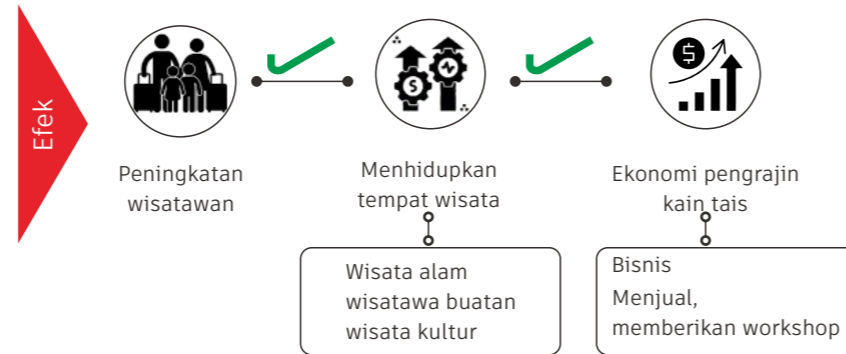 Efek
Peningkatan
wisatawan
Menhidupkan
tempat wisata
Ekonomi pengrajin
kain tais
Wisata alam
wisatawa buatan
wisata kultur
Bisnis
Menjual,
memberikan workshop